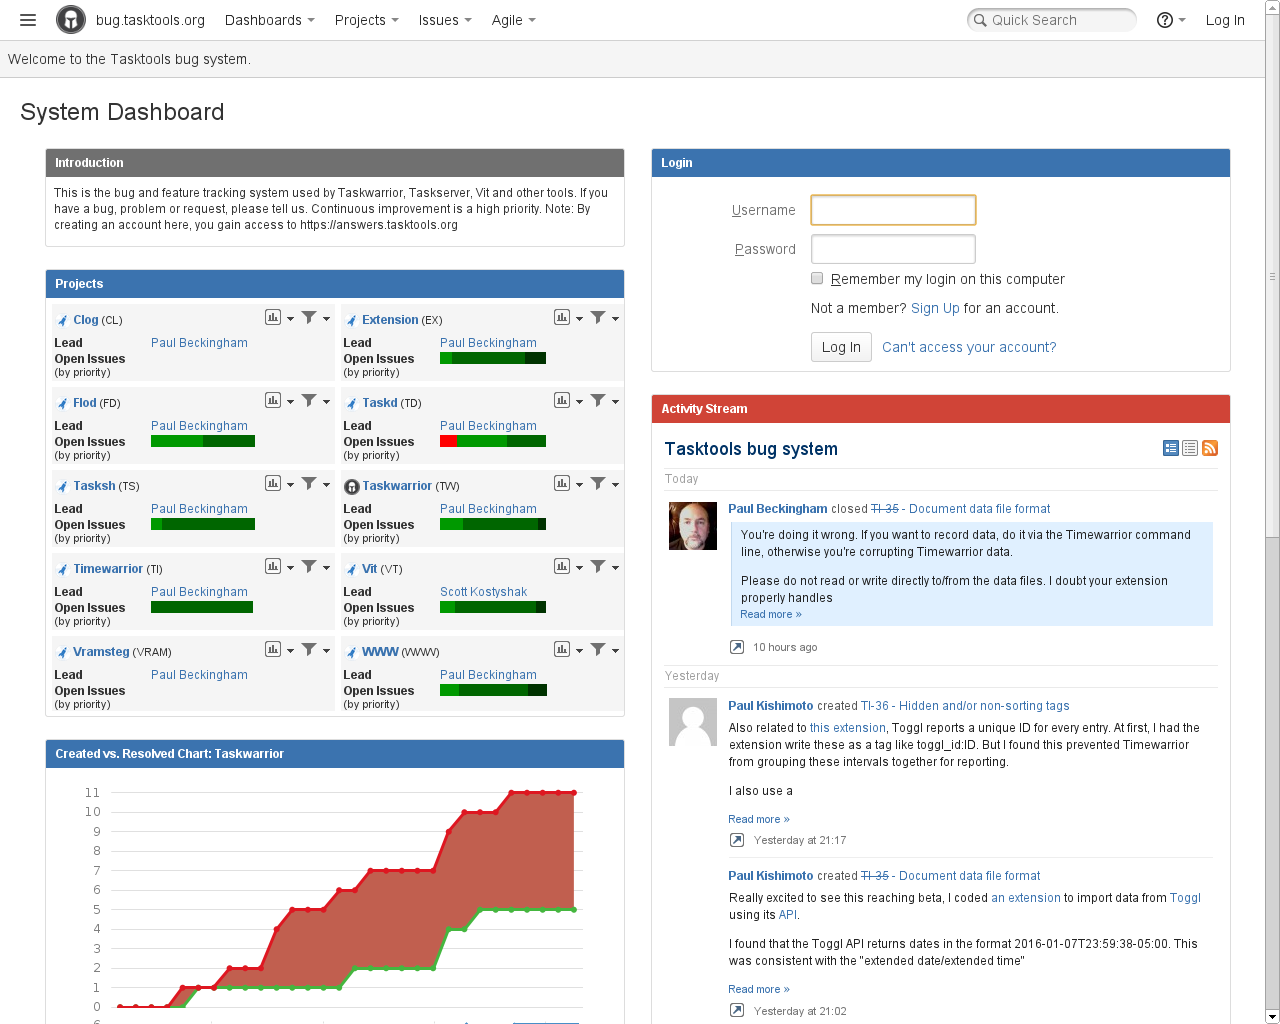 bug.tasktools.org Dashboards Projects Issues Agile Quick Search Log In
Welcome to the Tasktools bug system.
System Dashboard
Introduction
This is the bug and feature tracking system used by Taskwarrior, Taskserver, Vit and other tools. If you
have a bug, problem or request, please tell us. Continuous improvement is a high priority. Note: By
creating an account here, you gain access to https://answers.tasktools.org
Projects
Clog (CL)
Lead Paul Beckingham
Open Issues
(by priority)
Extension (EX)
Lead Paul Beckingham
Open Issues
(by priority)
Flod (FD)
Lead Paul Beckingham
Open Issues
(by priority)
Taskd (TD)
Lead Paul Beckingham
Open Issues
(by priority)
Tasksh (TS)
Lead Paul Beckingham
Open Issues
(by priority)
Taskwarrior (TW)
Lead Paul Beckingham
Open Issues
(by priority)
Timewarrior (TI)
Lead Paul Beckingham
Open Issues
(by priority)
Vit (VT)
Lead Scott Kostyshak
Open Issues
(by priority)
Vramsteg (VRAM)
Lead Paul Beckingham
Open Issues
(by priority)
WWW (WWW)
Lead Paul Beckingham
Open Issues
(by priority)
Created vs. Resolved Chart: Taskwarrior
11
10
9
8
7
6
5
4
3
2
1
0
Login
Username
Password
Remember my login on this computer
Not a member? Sign Up for an account.
Log In Can't access your account?
Activity Stream
Tasktools bug system
Today
Paul Beckingham closed TI-35 - Document data file format
You're doing it wrong. If you want to record data, do it via the Timewarrior command
line, otherwise you're corrupting Timewarrior data.
Please do not read or write directly to/from the data files. I doubt your extension
properly handles
Read more »
10 hours ago
Yesterday
Paul Kishimoto created TI-36 - Hidden and/or non-sorting tags
Also related to this extension, Toggl reports a unique ID for every entry. At first, I had the
extension write these as a tag like toggl_id:ID. But I found this prevented Timewarrior
from grouping these intervals together for reporting.
I also use a
Read more »
Yesterday at 21:17
Paul Kishimoto created TI-35 - Document data file format
Really excited to see this reaching beta, I coded an extension to import data from Toggl
using its API.
I found that the Toggl API returns dates in the format 2016-01-07T23:59:38-05:00. This
was consistent with the "extended date/extended time"
Read more »
Yesterday at 21:02